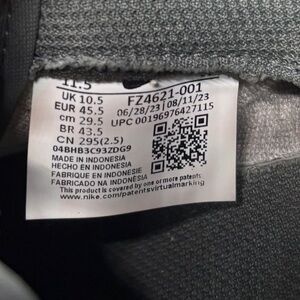 11.5
UK 10.5 FZ4621-001
EUR 45.5 06/28/23 | 08/11/23
cm 29.5 UPC 00196976427115
BR 43.5
CN 295(2.5)
04BHB3C93ZDG9
MADE IN INDONESIA
HECHO EN INDONESIA
FABRIQUE EN INDONESIE
FABRICADO NA INDONÉSIA
This product is covered by one or more patents.
www.nike.com/patentsvirtualmarking